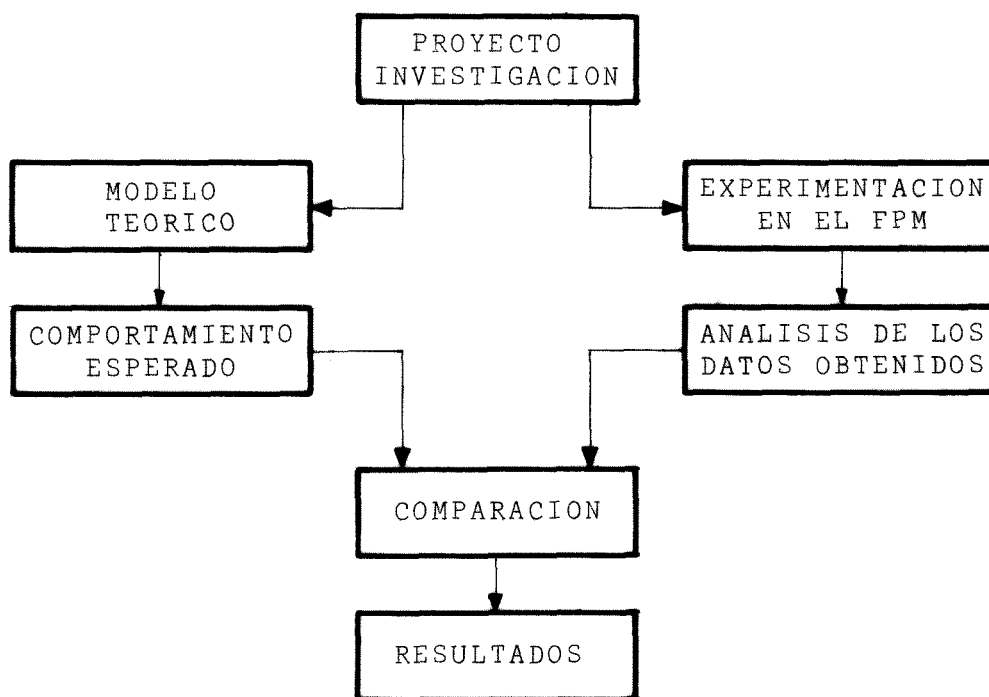 PROYECTO
INVESTIGACION
MODELO
TEORICO
EXPERIMENTACION
EN EL FPM
COMPORTAMIENTO
ESPERADO
ANALISIS DE LOS
DATOS OBTENIDOS
COMPARACION
RESULTADOS